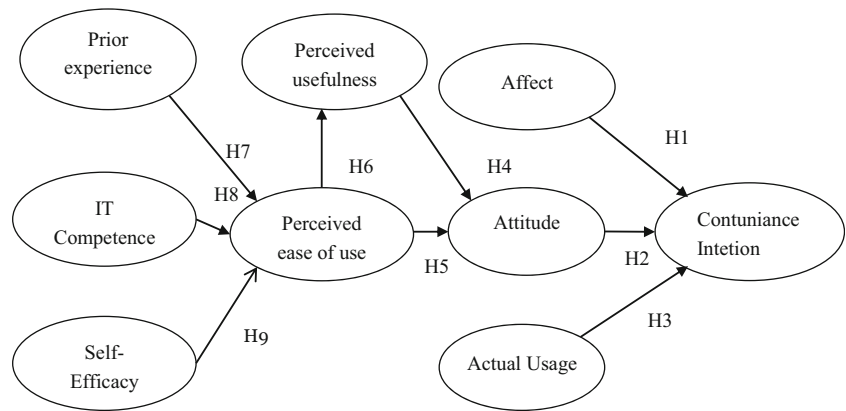 Prior
experience
Perceived
usefulness
Affect
H7
H6
H4
H1
H8
IT
Competence
Perceived
ease of use
Attitude
Contuniance
Intetion
H5
H2
H9
H3
Self-
Efficacy
Actual Usage